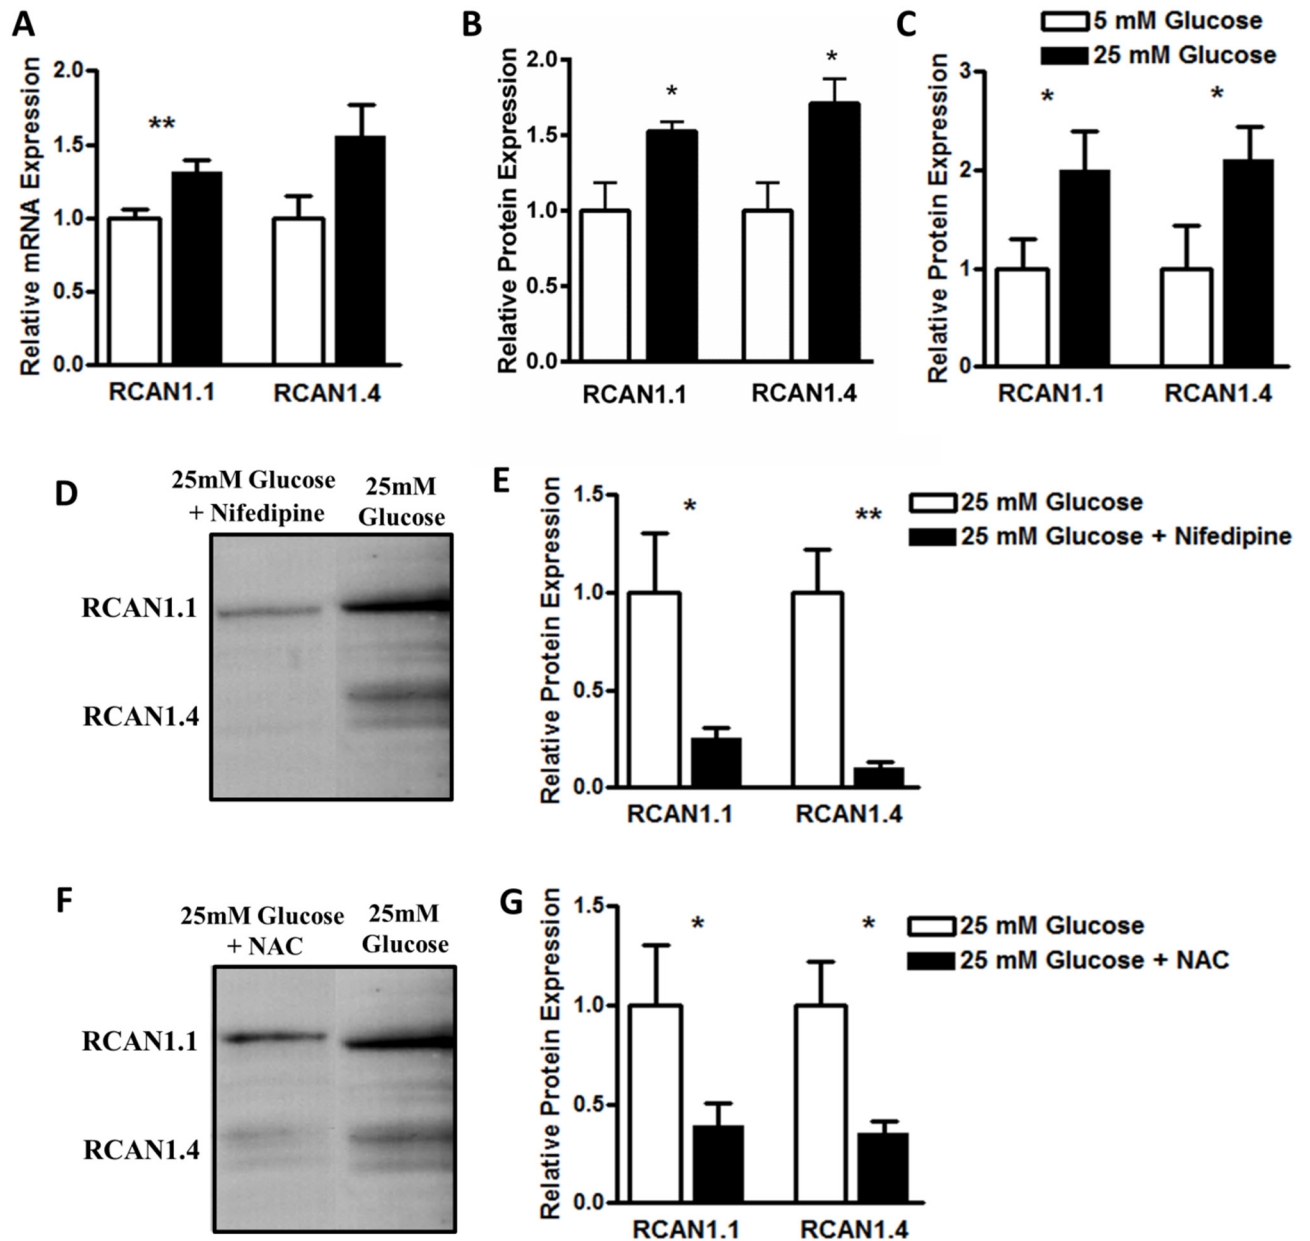 A
Relative mRNA Expression
2.0
1.5
1.0
0.5
0.0
**
RCAN1.1
RCAN1.4
B
Relative Protein Expression
2.0
1.5
1.0
0.5
0.0
*
*
RCAN1.1
RCAN1.4
C
5 mM Glucose
25 mM Glucose
Relative Protein Expression
3
2
1
0
*
*
RCAN1.1
RCAN1.4
D
25mM Glucose
+ Nifedipine
25mM
Glucose
RCAN1.1
RCAN1.4
E
Relative Protein Expression
1.5
1.0
0.5
0.0
*
**
RCAN1.1
RCAN1.4
25 mM Glucose
25 mM Glucose + Nifedipine
F
25mM Glucose
+ NAC
25mM
Glucose
RCAN1.1
RCAN1.4
G
Relative Protein Expression
1.5
1.0
0.5
0.0
*
*
RCAN1.1
RCAN1.4
25 mM Glucose
25 mM Glucose + NAC